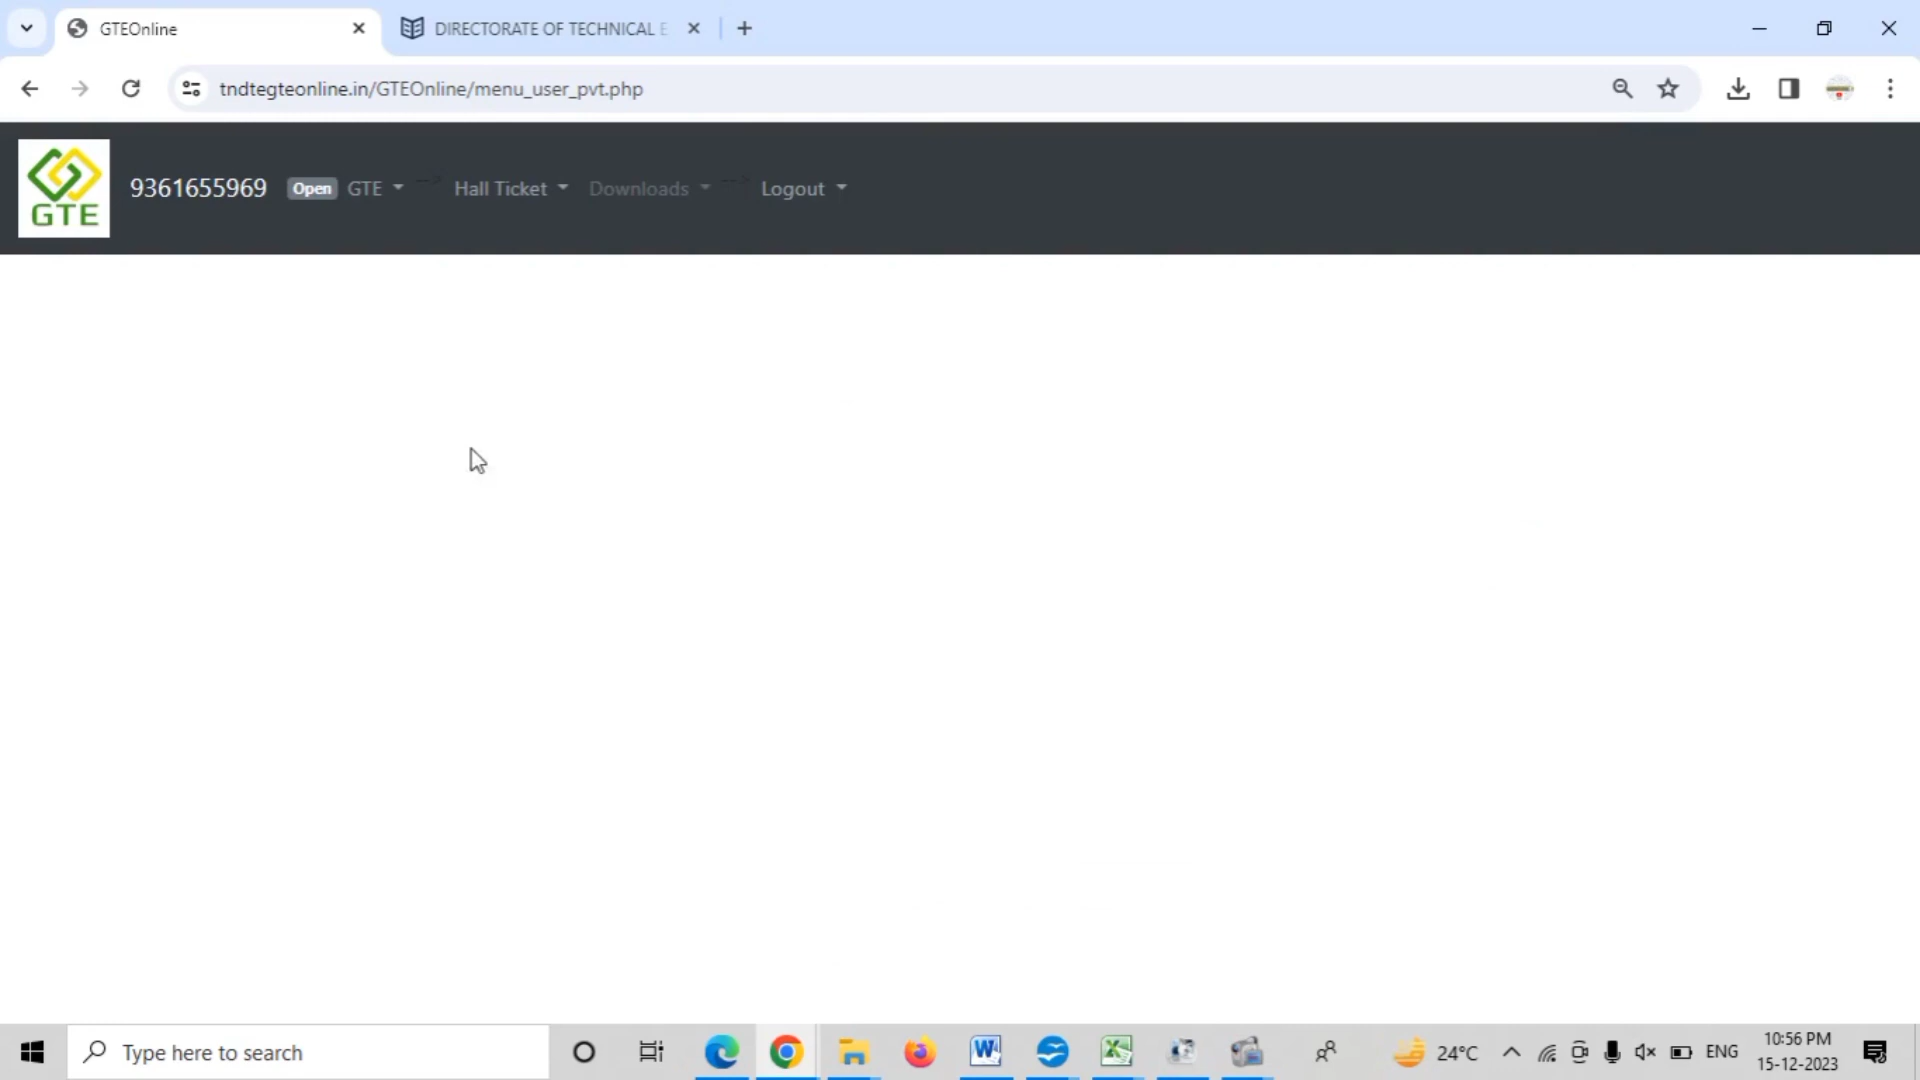 GTEOnline
DIRECTORATE OF TECHNICAL E
tndtegteonline.in/GTEOnline/menu_user_pvt.php
GTE
9361655969 Open GTE Hall Ticket Downloads Logout
Type here to search
24°C
ENG
10:56 PM
15-12-2023